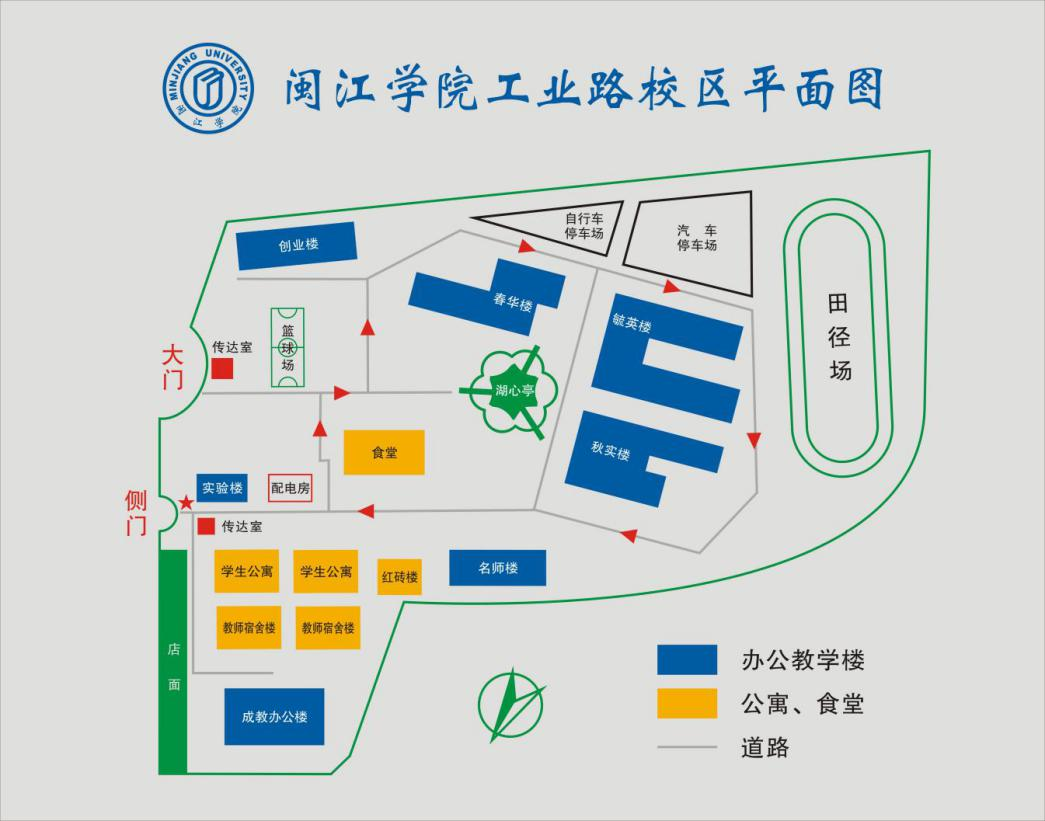 MINJIANG UNIVERSITY
闽江学院
闽江学院工业路校区平面图
自行车
停车场
汽 车
停车场
创业楼
春华楼
毓英楼
田
径
场
篮
球
场
传达室
大
门
湖心亭
食堂
秋实楼
实验楼
配电房
侧
门
传达室
学生公寓
学生公寓
红砖楼
名师楼
教师宿舍楼
教师宿舍楼
店
面
成教办公楼
办公教学楼
公寓、食堂
道路